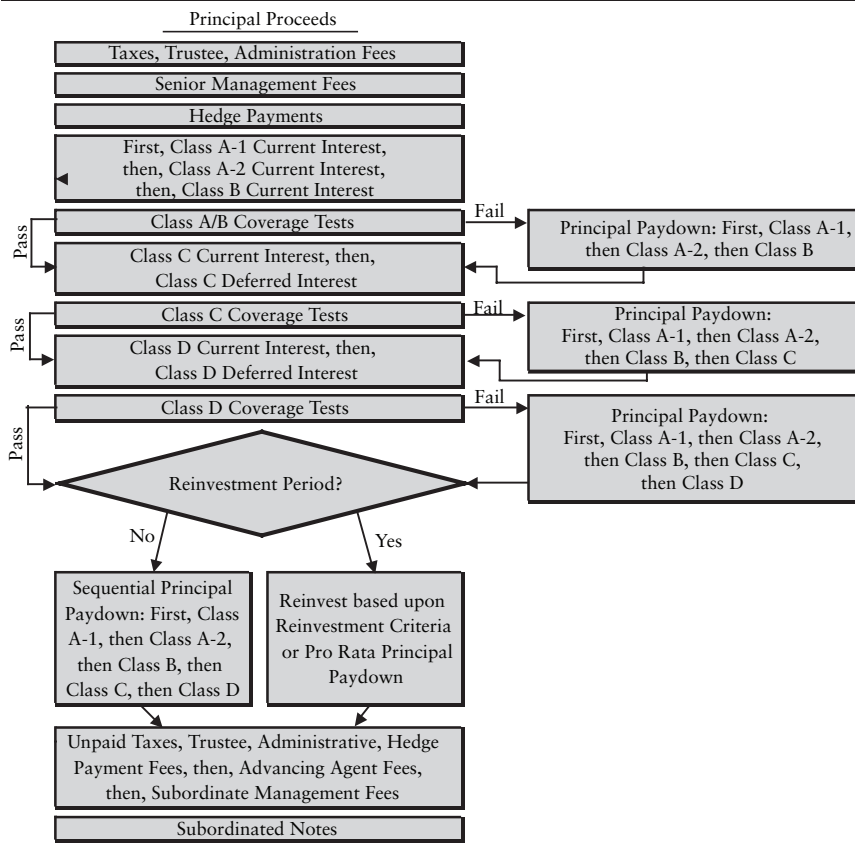 Principal Proceeds
Taxes, Trustee, Administration Fees
Senior Management Fees
Hedge Payments
First, Class A-1 Current Interest,
then, Class A-2 Current Interest,
then, Class B Current Interest
Class A/B Coverage Tests
Fail
Principal Paydown: First, Class A-1,
then Class A-2, then Class B
Pass
Class C Current Interest, then,
Class C Deferred Interest
Class C Coverage Tests
Fail
Principal Paydown:
First, Class A-1, then Class A-2,
then Class B, then Class C
Pass
Class D Current Interest, then,
Class D Deferred Interest
Class D Coverage Tests
Fail
Principal Paydown:
First, Class A-1, then Class A-2,
then Class B, then Class C,
then Class D
Pass
Reinvestment Period?
No
Yes
Sequential Principal
Paydown: First, Class
A-1, then Class A-2,
then Class B, then
Class C, then Class D
Reinvest based upon
Reinvestment Criteria
or Pro Rata Principal
Paydown
Unpaid Taxes, Trustee, Administrative, Hedge
Payment Fees, then, Advancing Agent Fees,
then, Subordinate Management Fees
Subordinated Notes